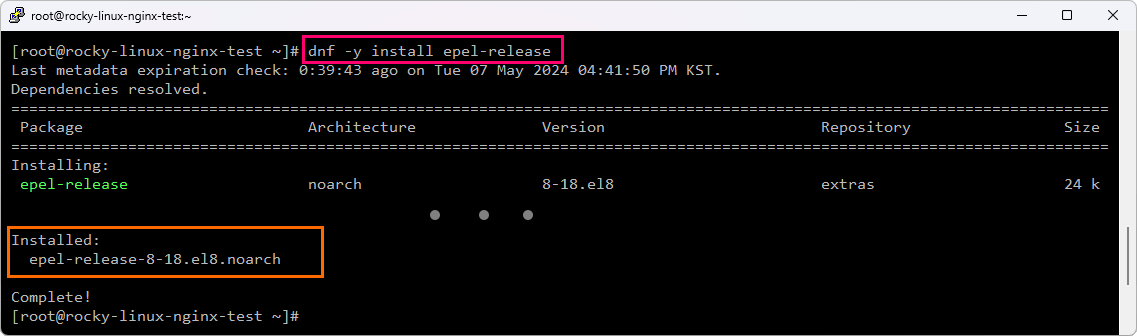 root@rocky-linux-nginx-test:~
[root@rocky-linux-nginx-test ~]# dnf -y install epel-release
Last metadata expiration check: 0:39:43 ago on Tue 07 May 2024 04:41:50 PM KST.
Dependencies resolved.
==========================================================================================================================
Package Architecture Version Repository Size
==========================================================================================================================
Installing:
epel-release noarch 8-18.el8 extras 24 k
Installed:
epel-release-8-18.el8.noarch
Complete!
[root@rocky-linux-nginx-test ~]#